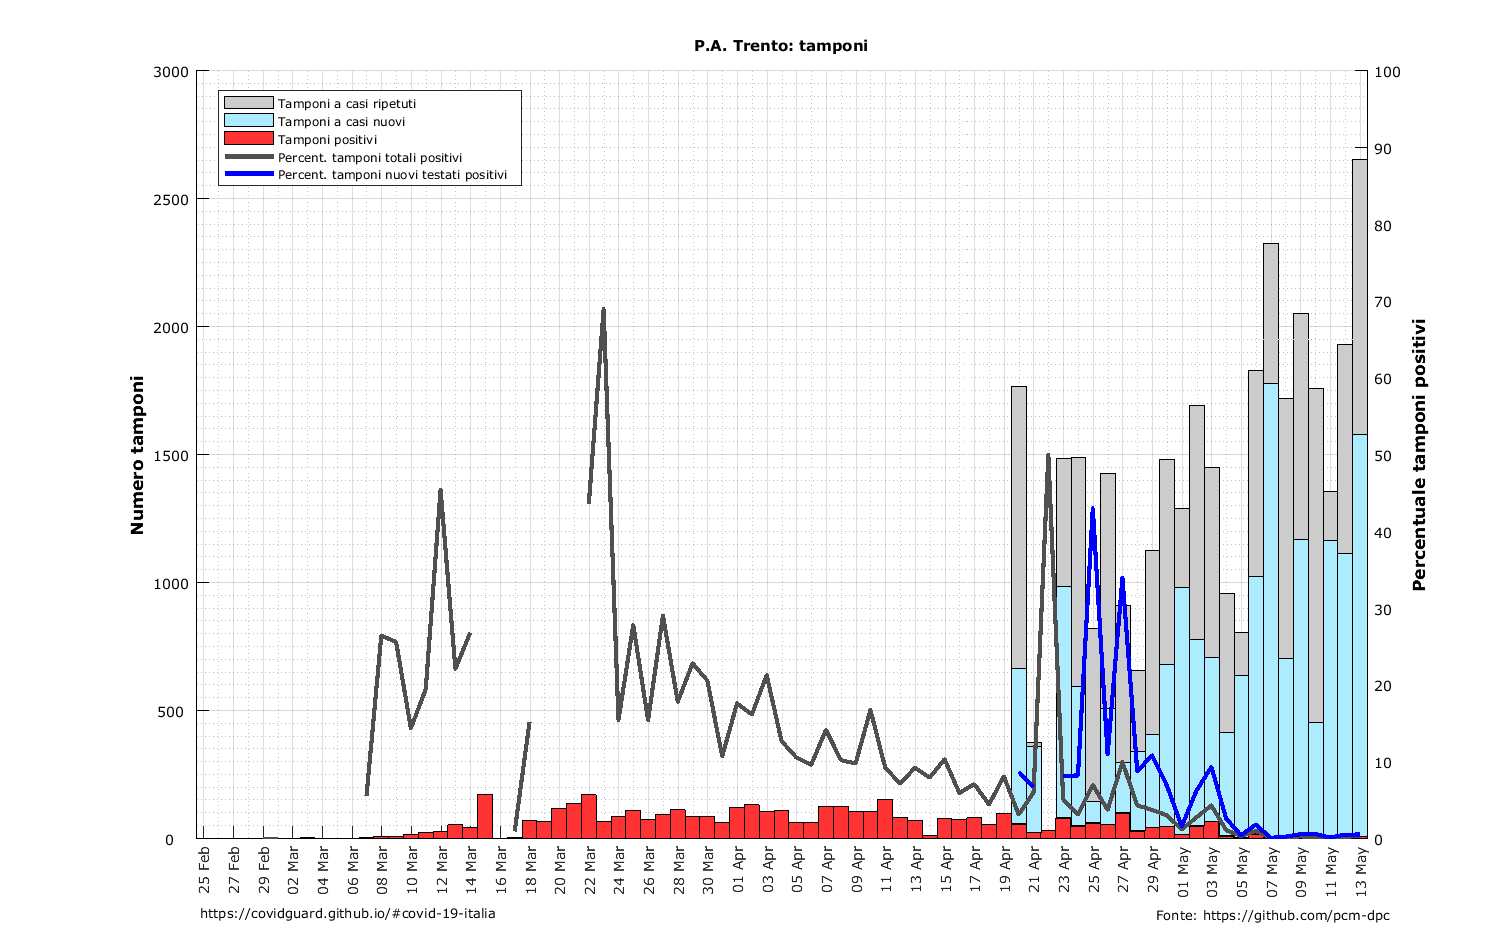 P.A. Trento: tamponi
Tamponi a casi ripetuti
Tamponi a casi nuovi
Tamponi positivi
Percent. tamponi totali positivi
Percent. tamponi nuovi testati positivi
Numero tamponi
3000
2500
2000
1500
1000
500
0
Percentuale tamponi positivi
100
90
80
70
60
50
40
30
20
10
0
25 Feb
27 Feb
29 Feb
02 Mar
04 Mar
06 Mar
08 Mar
10 Mar
12 Mar
14 Mar
16 Mar
18 Mar
20 Mar
22 Mar
24 Mar
26 Mar
28 Mar
30 Mar
01 Apr
03 Apr
05 Apr
07 Apr
09 Apr
11 Apr
13 Apr
15 Apr
17 Apr
19 Apr
21 Apr
23 Apr
25 Apr
27 Apr
29 Apr
01 May
03 May
05 May
07 May
09 May
11 May
13 May
https://covidguard.github.io/#covid-19-italia
Fonte: https://github.com/pcm-dpc